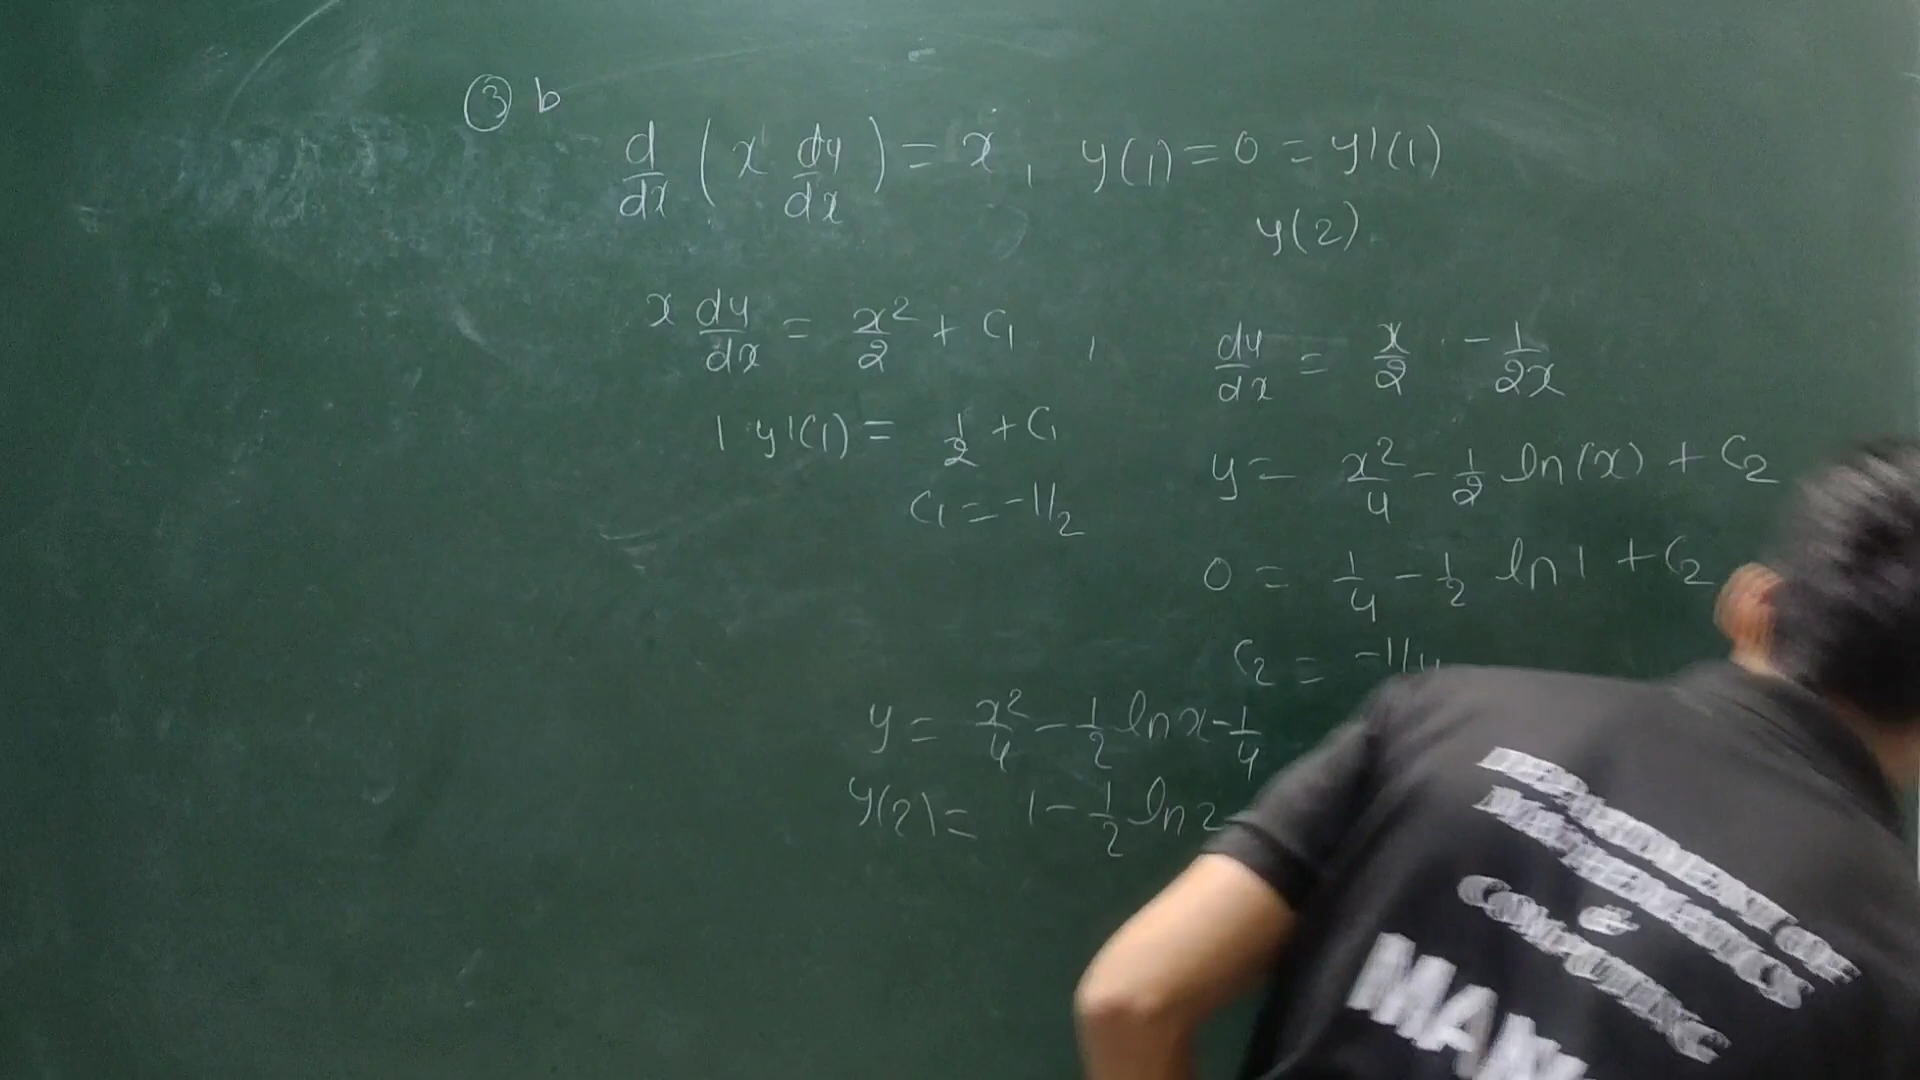 ③ b
d/dx (x dy/dx) = x, y(1) = 0 = y'(1)
y(2)
x dy/dx = x²/2 + C₁ ,
1 y'(1) = 1/2 + C₁
C₁ = -1/2
dy/dx = x/2 - 1/2x
y = x²/4 - 1/2 ln(x) + C₂
0 = 1/4 - 1/2 ln 1 + C₂
C₂ = -1/4
y = x²/4 - 1/2 ln x - 1/4
y(2) = 1 - 1/2 ln 2
&
COMPUTING